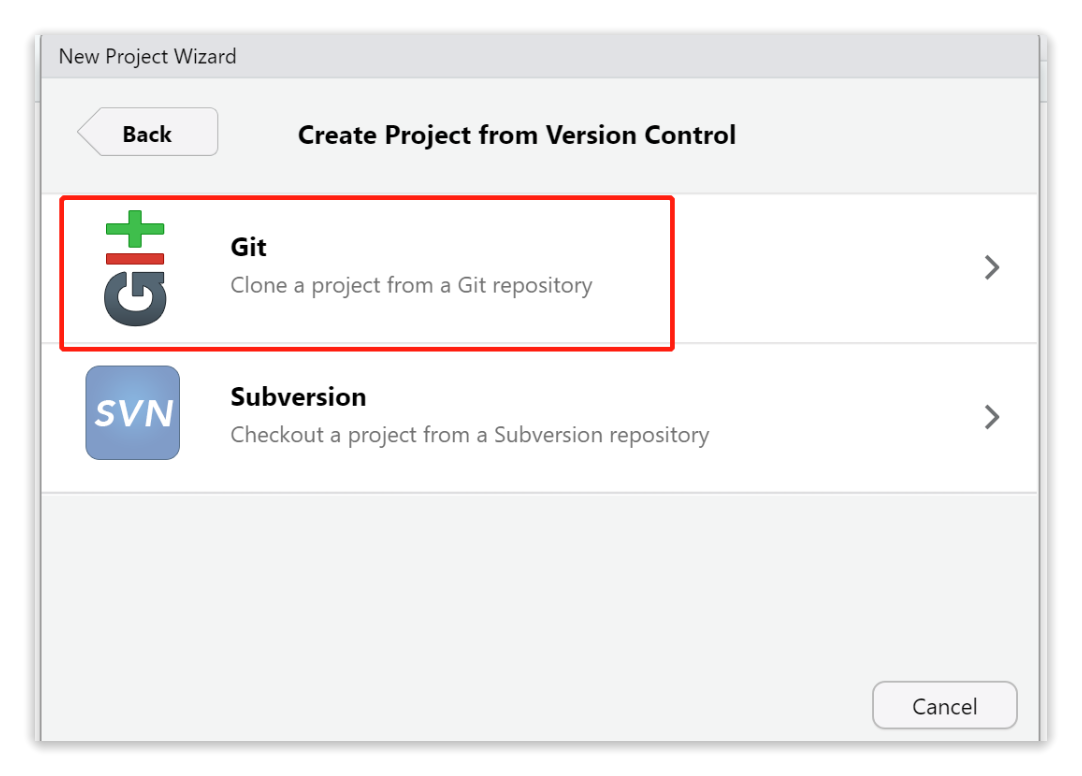 New Project Wizard
Back
Create Project from Version Control
git
Git
Clone a project from a Git repository
SVN
Subversion
Checkout a project from a Subversion repository
Cancel